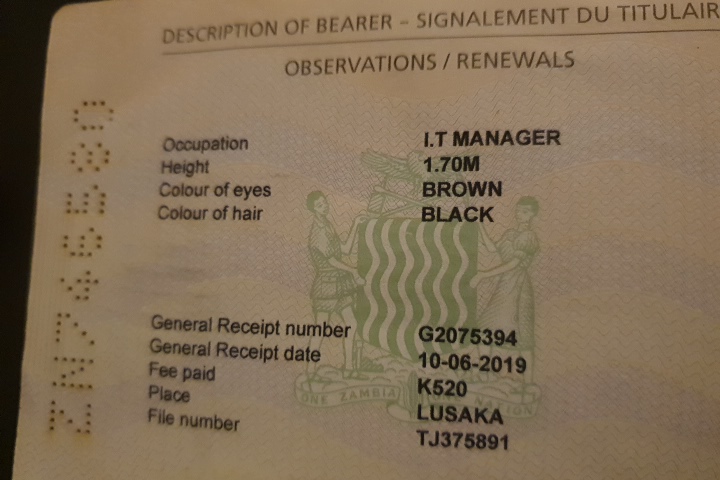 DESCRIPTION OF BEARER – SIGNALEMENT DU TITULAIR
OBSERVATIONS / RENEWALS
Occupation I.T MANAGER
Height 1.70M
Colour of eyes BROWN
Colour of hair BLACK
General Receipt number G2075394
General Receipt date 10-06-2019
Fee paid K520
Place LUSAKA
File number TJ375891
ONE ZAMBIA